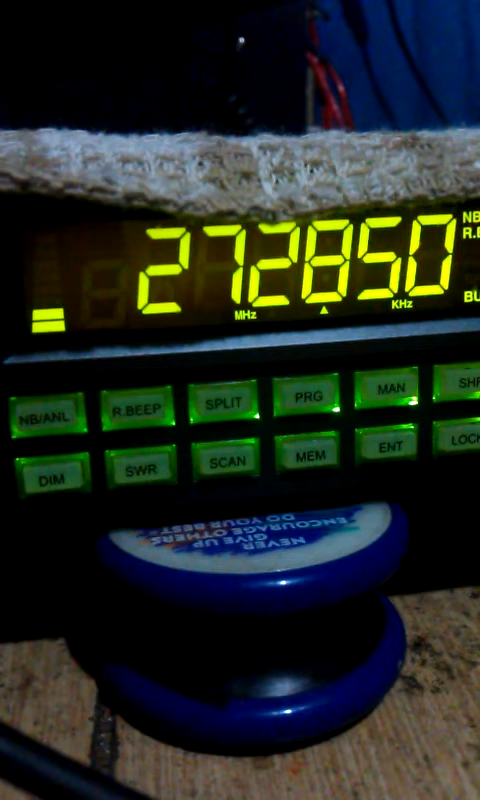 NB
R.B
272850
MHz KHz
BU
NB/ANL R.BEEP SPLIT PRG MAN SHF
DIM SWR SCAN MEM ENT LOCK
NEVER
GIVE UP
ENCOURAGE OTHERS
DO YOUR BEST